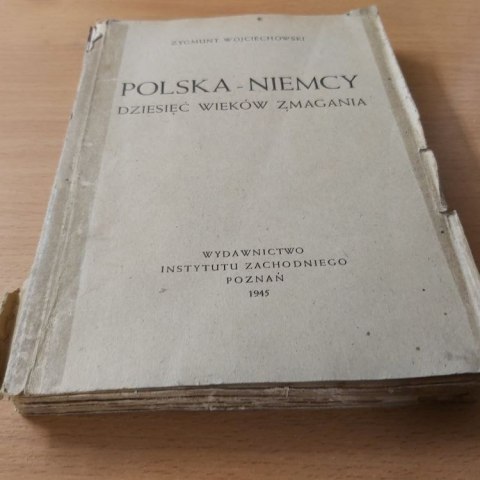 ZYGMUNT WOJCIECHOWSKI
POLSKA - NIEMCY
DZIESIĘĆ WIEKÓW ZMAGANIA
WYDAWNICTWO
INSTYTUTU ZACHODNIEGO
POZNAŃ
1945